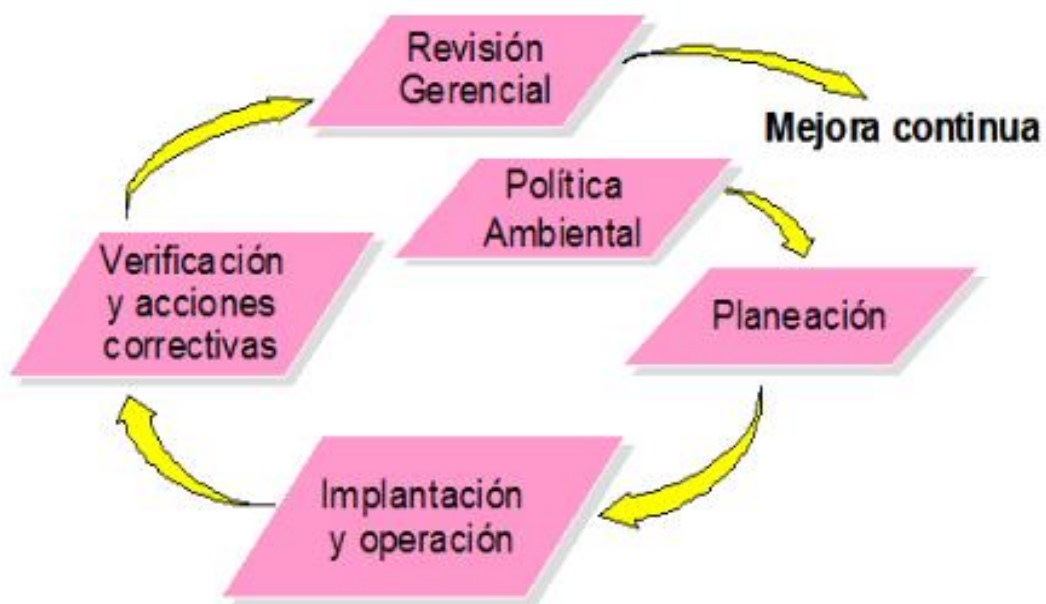 Revisión
Gerencial
Mejora continua
Política
Ambiental
Planeación
Implantación
y operación
Verificación
y acciones
correctivas